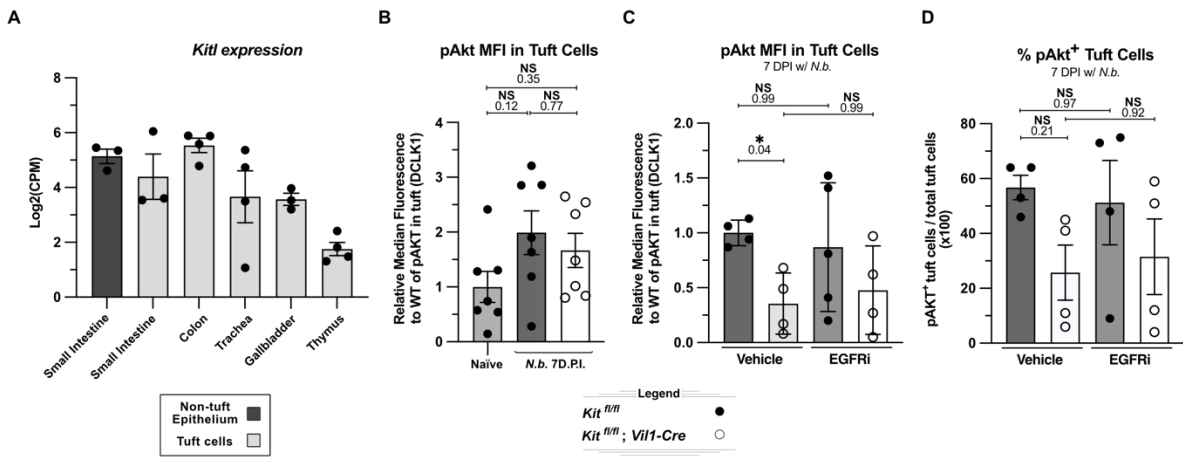 A
Kitl expression
Log2(CPM)
8
6
4
2
0
Small Intestine
Small Intestine
Colon
Trachea
Gallbladder
Thymus
Non-tuft
Epithelium
Tuft cells
B
pAkt MFI in Tuft Cells
NS
0.35
NS
0.12
NS
0.77
Relative Median Fluorescence
to WT of pAKT in tuft (DCLK1)
5
4
3
2
1
0
Naïve
N.b. 7D.P.I.
C
pAkt MFI in Tuft Cells
7 DPI w/ N.b.
NS
0.99
NS
0.99
*
0.04
Relative Median Fluorescence
to WT of pAKT in tuft (DCLK1)
2.0
1.5
1.0
0.5
0.0
Vehicle
EGFRi
D
% pAkt+ Tuft Cells
7 DPI w/ N.b.
NS
0.97
NS
0.92
NS
0.21
pAKT+ tuft cells / total tuft cells
(x100)
80
60
40
20
0
Vehicle
EGFRi
Legend
Kit fl/fl
Kit fl/fl ; Vil1-Cre